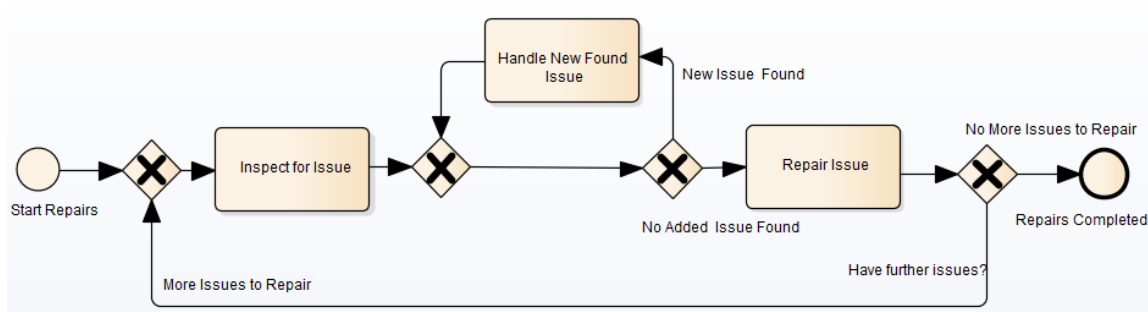 Handle New Found
Issue
New Issue Found
No More Issues to Repair
Inspect for Issue
Repair Issue
Start Repairs
No Added Issue Found
Repairs Completed
Have further issues?
More Issues to Repair